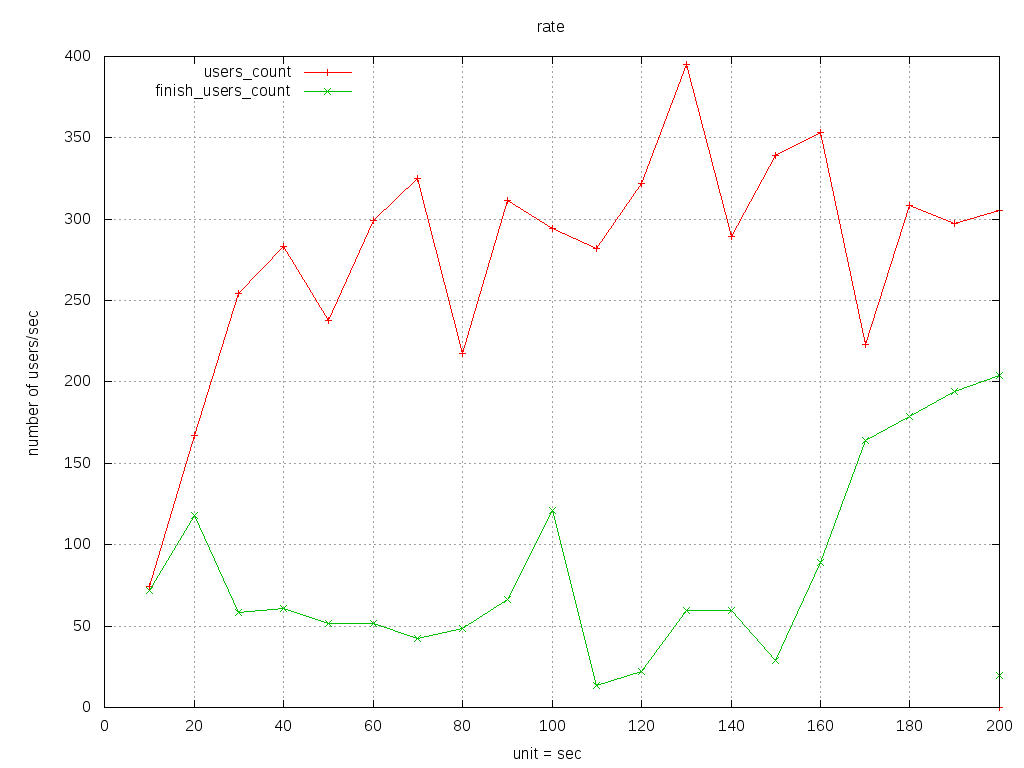 rate
400
users_count
finish_users_count
350
300
250
200
150
100
50
0
number of users/sec
0 20 40 60 80 100 120 140 160 180 200
unit = sec